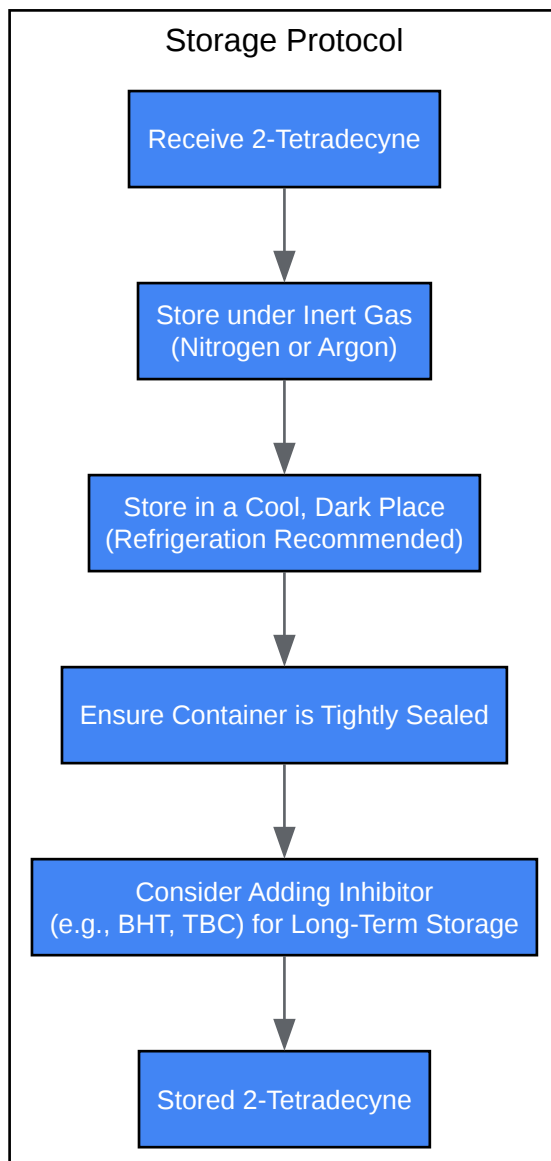 Storage Protocol
Receive 2-Tetradecyne
Store under Inert Gas
(Nitrogen or Argon)
Store in a Cool, Dark Place
(Refrigeration Recommended)
Ensure Container is Tightly Sealed
Consider Adding Inhibitor
(e.g., BHT, TBC) for Long-Term Storage
Stored 2-Tetradecyne